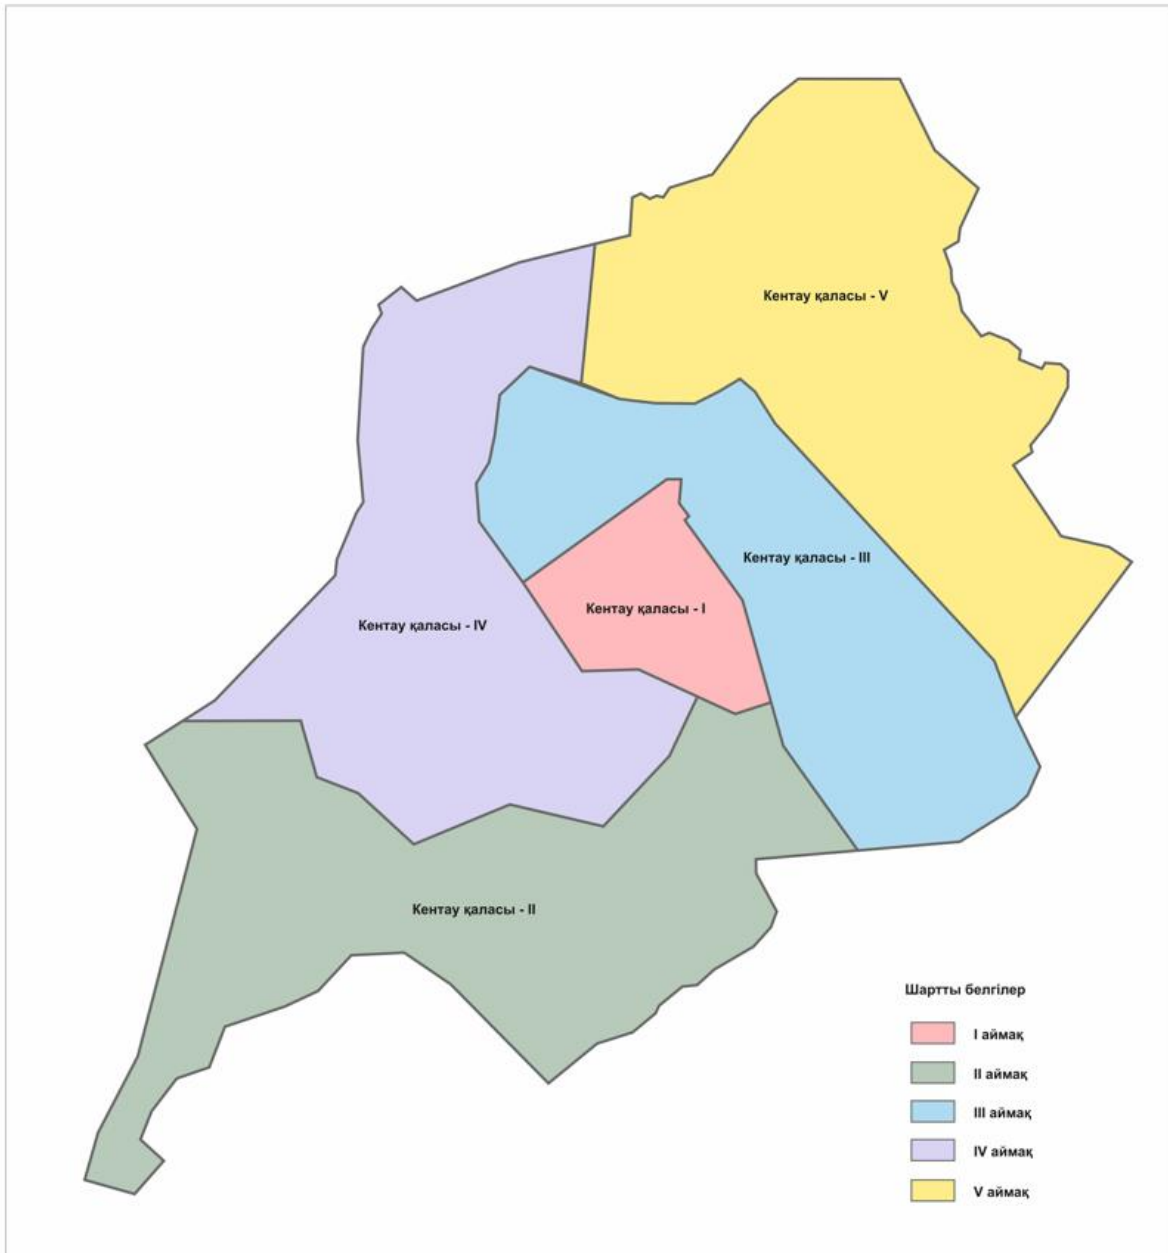 Кентау қаласы - V
Кентау қаласы - III
Кентау қаласы - I
Кентау қаласы - IV
Кентау қаласы - II
Шартты белгілер
I аймақ
II аймақ
III аймақ
IV аймақ
V аймақ